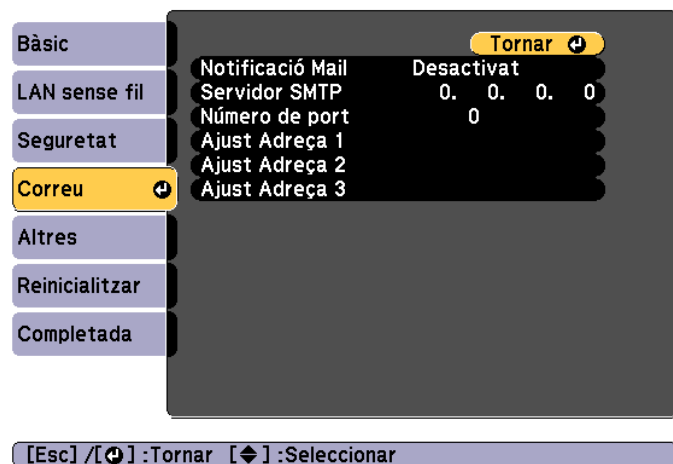 Bàsic
LAN sense fil
Seguretat
Correu
Altres
Reinicialitzar
Completada
Tornar
Notificació Mail Desactivat
Servidor SMTP 0. 0. 0. 0
Número de port 0
Ajust Adreça 1
Ajust Adreça 2
Ajust Adreça 3
[Esc] /[⏎] :Tornar [◆] :Seleccionar